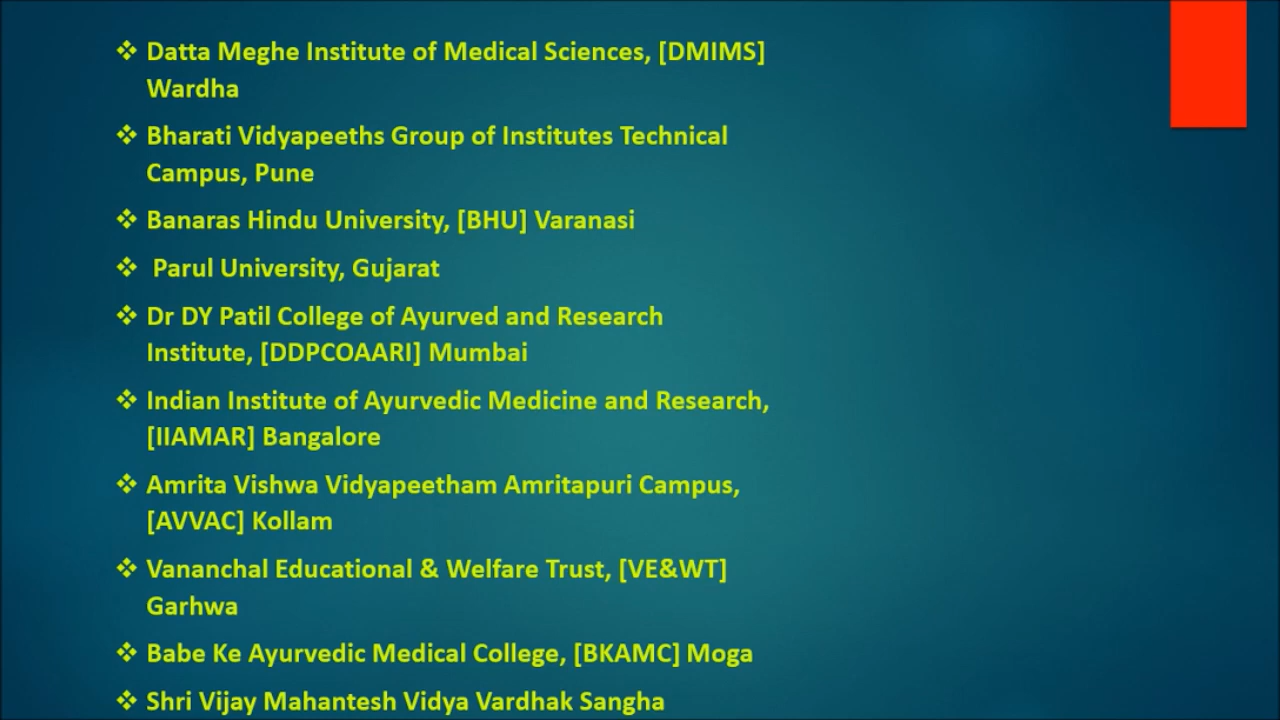 ❖ Datta Meghe Institute of Medical Sciences, [DMIMS]
Wardha
❖ Bharati Vidyapeeths Group of Institutes Technical
Campus, Pune
❖ Banaras Hindu University, [BHU] Varanasi
❖ Parul University, Gujarat
❖ Dr DY Patil College of Ayurved and Research
Institute, [DDPCOAARI] Mumbai
❖ Indian Institute of Ayurvedic Medicine and Research,
[IIAMAR] Bangalore
❖ Amrita Vishwa Vidyapeetham Amritapuri Campus,
[AVVAC] Kollam
❖ Vananchal Educational & Welfare Trust, [VE&WT]
Garhwa
❖ Babe Ke Ayurvedic Medical College, [BKAMC] Moga
❖ Shri Vijay Mahantesh Vidya Vardhak Sangha